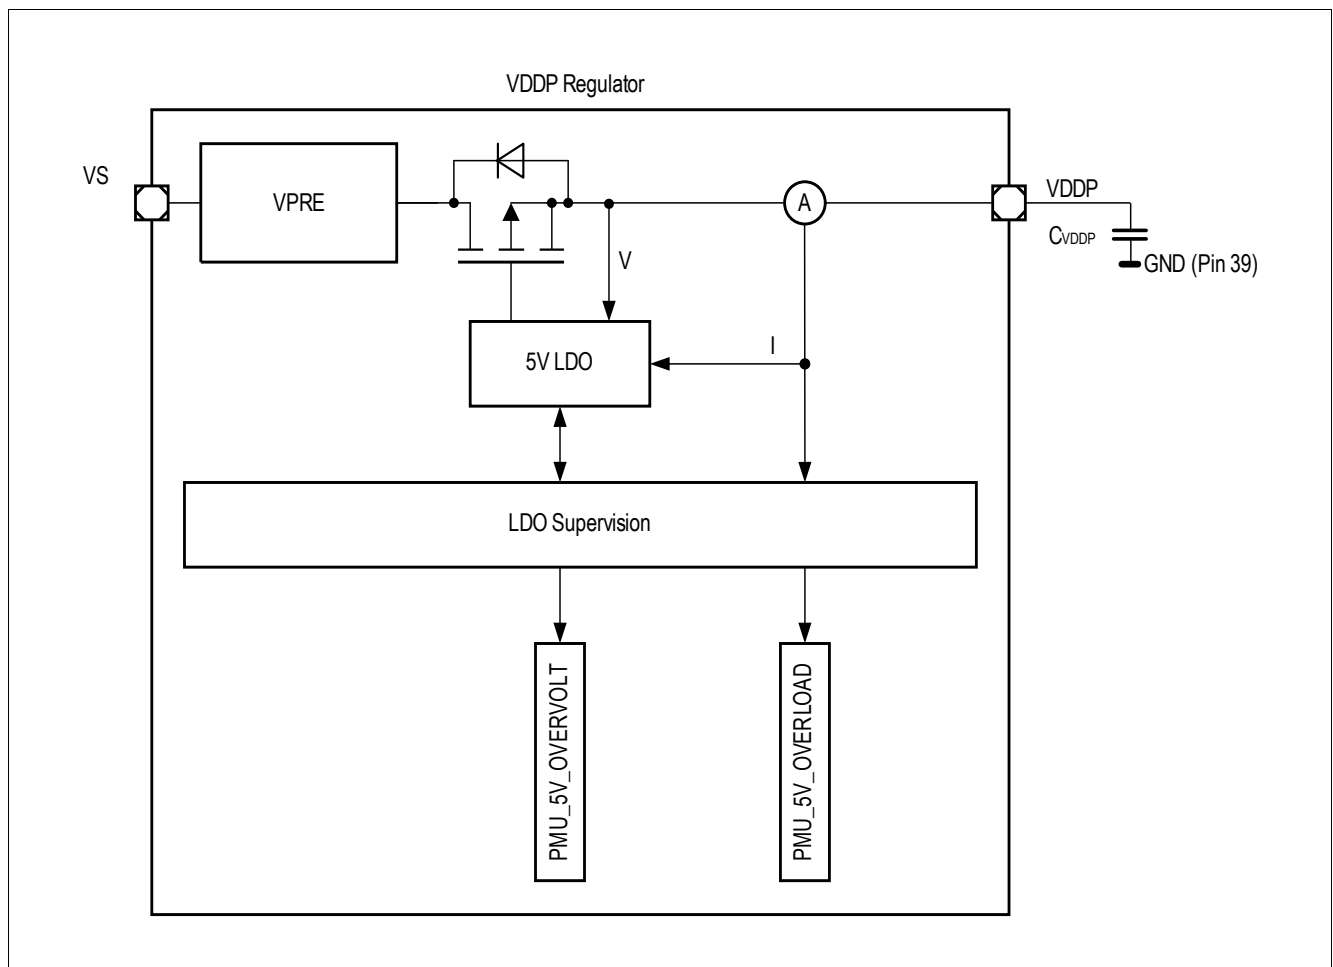 VDDP Regulator
VS
VPRE
A
VDDP
CVDDP
GND (Pin 39)
V
5V LDO
I
LDO Supervision
PMU_5V_OVERVOLT
PMU_5V_OVERLOAD